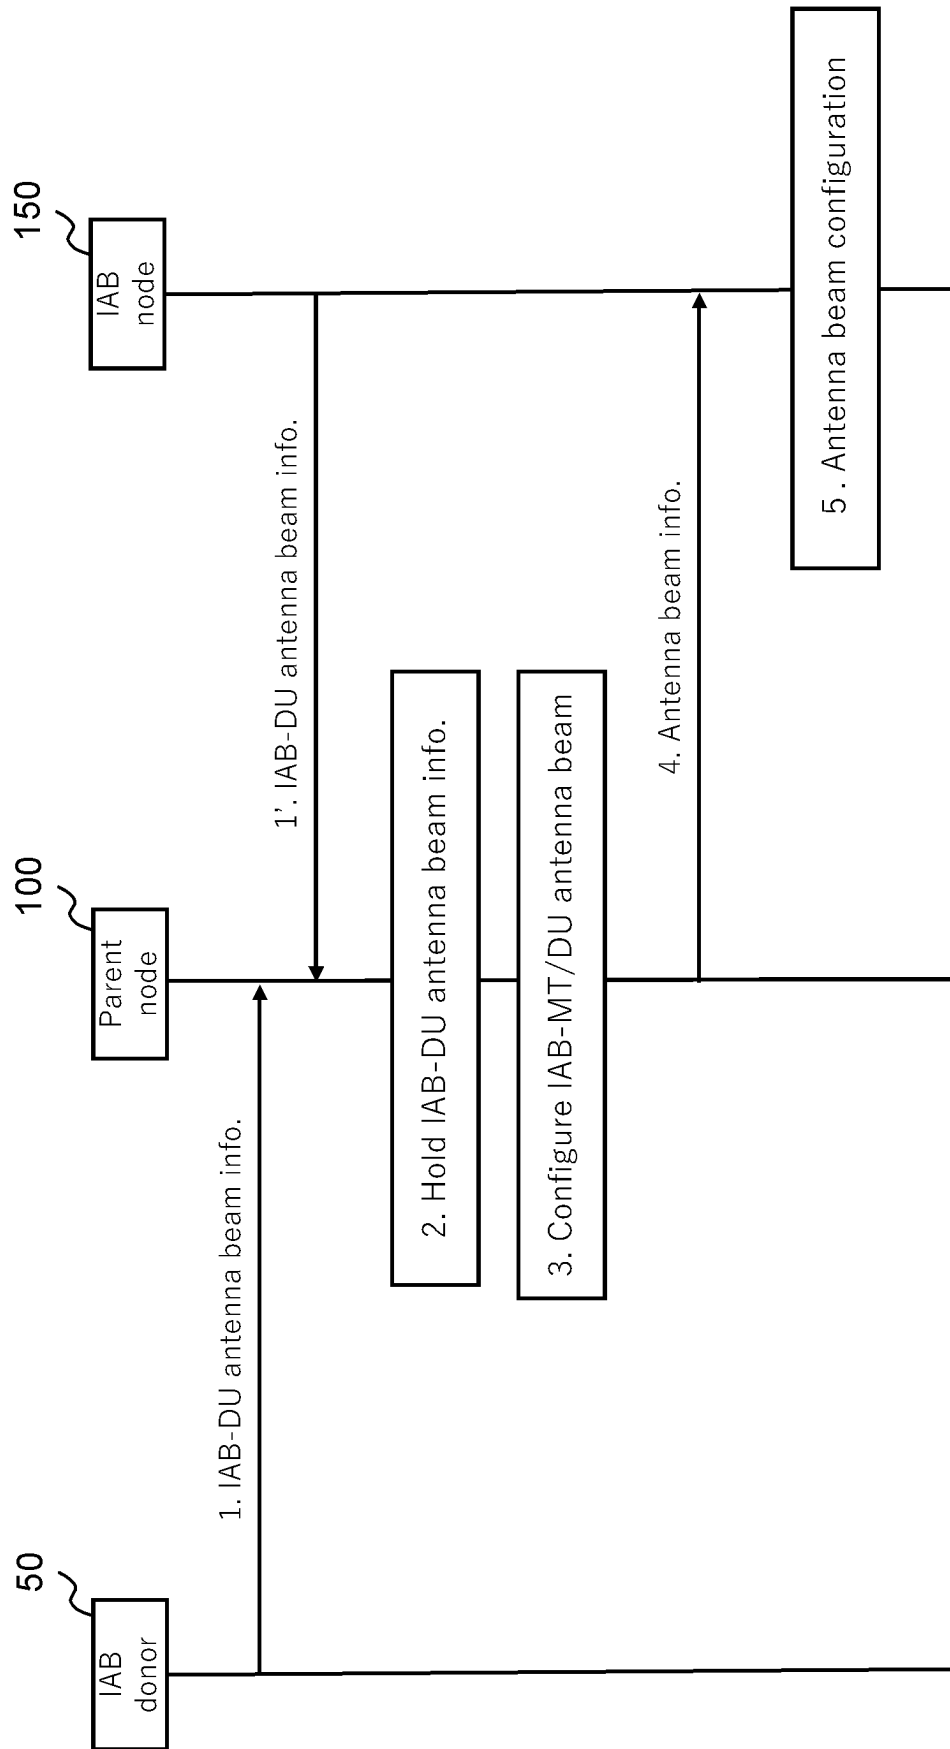 50
IAB
donor
100
Parent
node
150
IAB
node
1. IAB-DU antenna beam info.
1’. IAB-DU antenna beam info.
2. Hold IAB-DU antenna beam info.
3. Configure IAB-MT/DU antenna beam
4. Antenna beam info.
5 . Antenna beam configuration